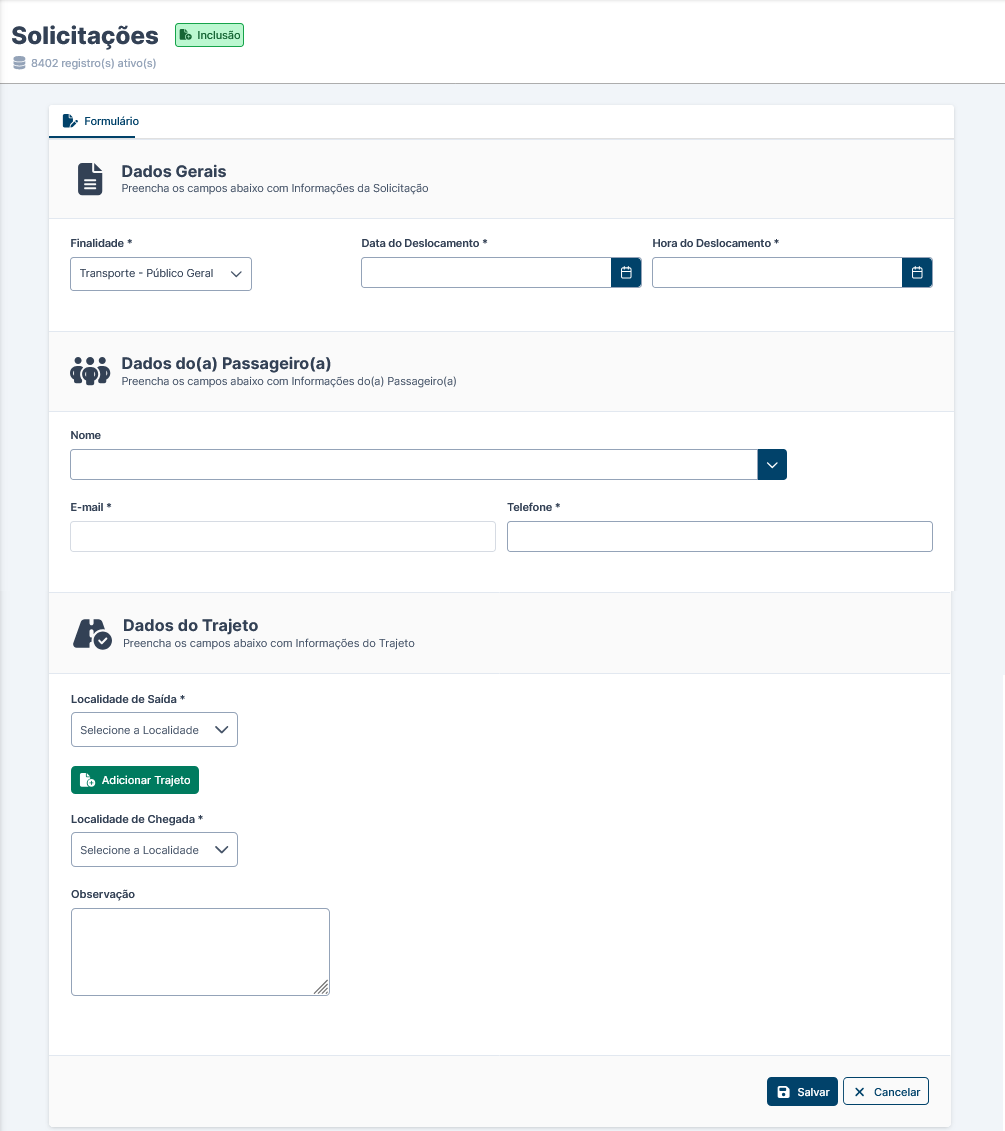 Solicitações
Inclusão
8402 registro(s) ativo(s)
Formulário
Dados Gerais
Preencha os campos abaixo com Informações da Solicitação
Finalidade *
Data do Deslocamento *
Hora do Deslocamento *
Transporte - Público Geral
Dados do(a) Passageiro(a)
Preencha os campos abaixo com Informações do(a) Passageiro(a)
Nome
E-mail *
Telefone *
Dados do Trajeto
Preencha os campos abaixo com Informações do Trajeto
Localidade de Saída *
Selecione a Localidade
Adicionar Trajeto
Localidade de Chegada *
Selecione a Localidade
Observação
Salvar
Cancelar